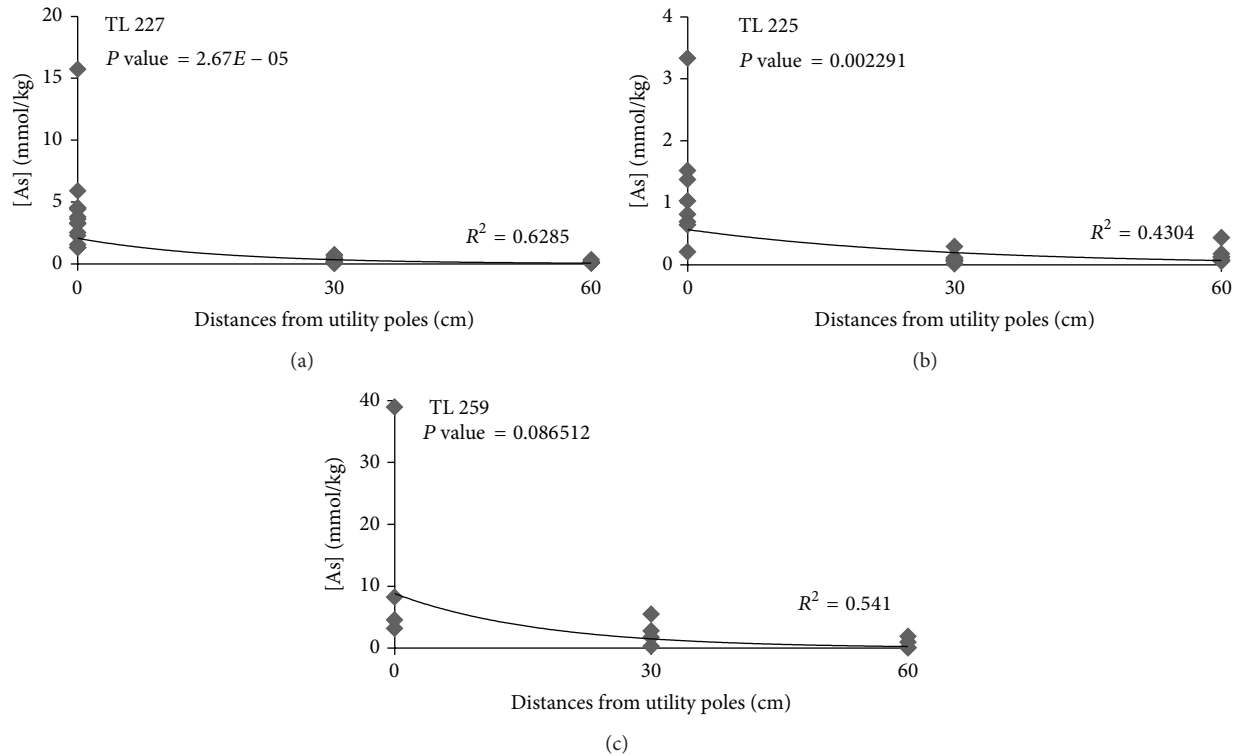 TL 227
P value = 2.67E − 05
20
15
10
5
0
[As] (mmol/kg)
R² = 0.6285
0 30 60
Distances from utility poles (cm)
(a)
TL 225
P value = 0.002291
4
3
2
1
0
[As] (mmol/kg)
R² = 0.4304
0 30 60
Distances from utility poles (cm)
(b)
TL 259
P value = 0.086512
40
30
20
10
0
[As] (mmol/kg)
R² = 0.541
0 30 60
Distances from utility poles (cm)
(c)